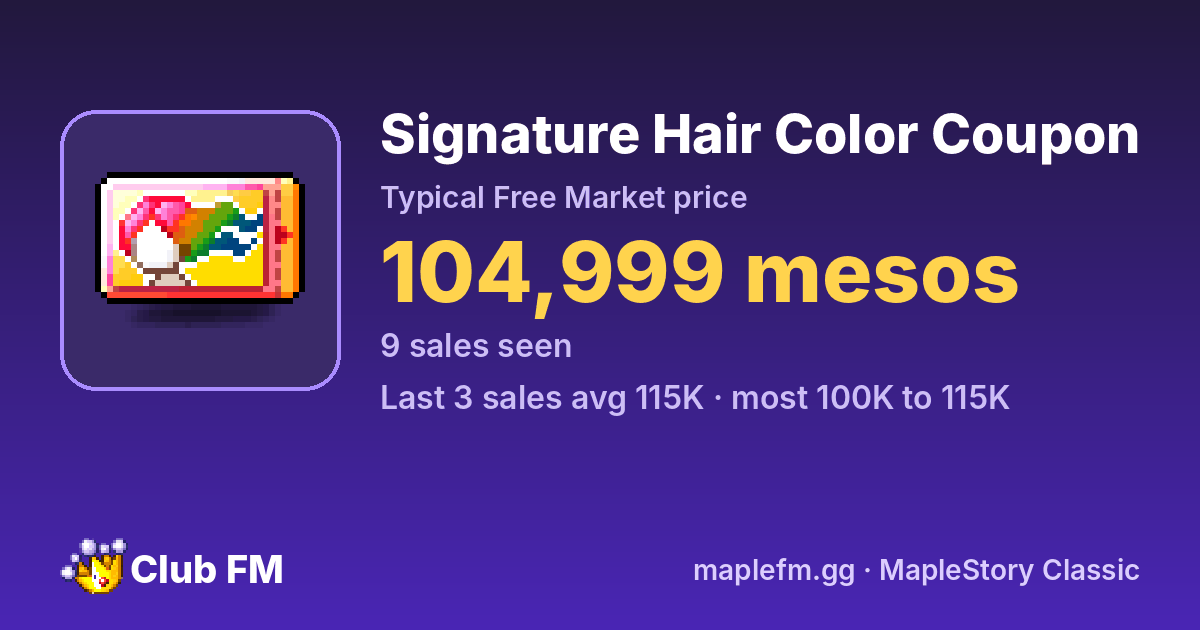 Signature Hair Color Coupon
Typical Free Market price
104,999 mesos
9 sales seen
Last 3 sales avg 115K · most 100K to 115K
Club FM
maplefm.gg · MapleStory Classic